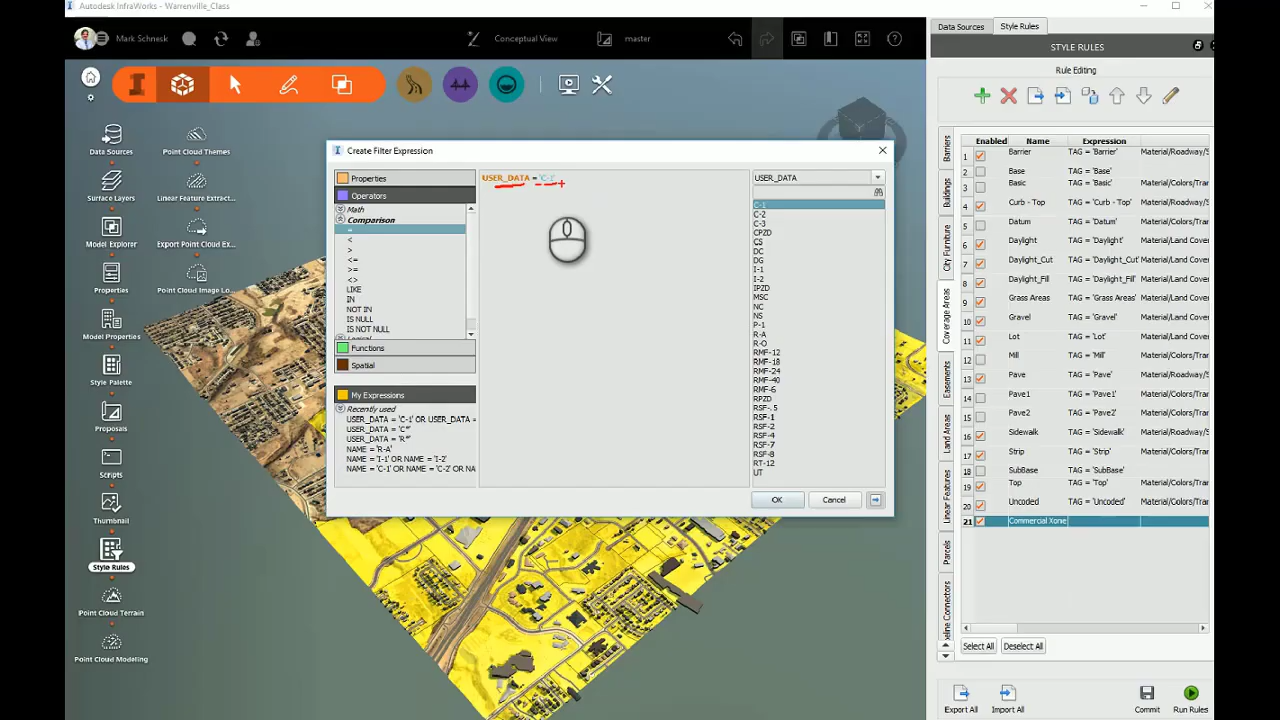 Autodesk InfraWorks - Warrenville_Class
Mark Schnesk
Conceptual View
master
Data Sources
Surface Layers
Model Explorer
Properties
Model Properties
Style Palette
Proposals
Scripts
Thumbnail
Style Rules
Point Cloud Terrain
Point Cloud Modeling
Point Cloud Themes
Linear Feature Extract...
Export Point Cloud Ex...
Point Cloud Image Lo...
Create Filter Expression
Properties
Operators
Math
Comparison
=
<
>
<=
>=
<>
LIKE
IN
NOT IN
IS NULL
IS NOT NULL
Functions
Spatial
My Expressions
Recently used
USER_DATA = 'C-1' OR USER_DATA =
USER_DATA = 'C*'
USER_DATA = 'R*'
NAME = 'R-A'
NAME = 'I-1' OR NAME = 'I-2'
NAME = 'C-1' OR NAME = 'C-2' OR NA
USER_DATA = 'C-1'
USER_DATA
C-1
C-2
C-3
CPZD
CS
DC
DG
I-1
I-2
IPZD
MSC
NC
NS
P-1
R-A
R-O
RMF-12
RMF-18
RMF-24
RMF-40
RMF-6
RPZD
RSF-.5
RSF-1
RSF-2
RSF-4
RSF-7
RSF-8
RT-12
UT
OK
Cancel
Data Sources
Style Rules
STYLE RULES
Rule Editing
Barriers
Buildings
City Furniture
Coverage Areas
Easements
Land Areas
Linear Features
Parcels
eline Connectors
Enabled Name Expression
1 Barrier TAG = 'Barrier' Material/Roadway/S
2 Base TAG = 'Base'
3 Basic TAG = 'Basic' Material/Colors/Trar
4 Curb - Top TAG = 'Curb - Top' Material/Roadway/S
5 Datum TAG = 'Datum' Material/Colors/Trar
6 Daylight TAG = 'Daylight' Material/Land Cover
7 Daylight_Cut TAG = 'Daylight_Cut' Material/Land Cover
8 Daylight_Fill TAG = 'Daylight_Fill' Material/Land Cover
9 Grass Areas TAG = 'Grass Areas' Material/Land Cover
10 Gravel TAG = 'Gravel' Material/Land Cover
11 Lot TAG = 'Lot' Material/Land Cover
12 Mill TAG = 'Mill' Material/Colors/Trar
13 Pave TAG = 'Pave' Material/Colors/Trar
14 Pave1 TAG = 'Pave1' Material/Colors/Trar
15 Pave2 TAG = 'Pave2' Material/Colors/Trar
16 Sidewalk TAG = 'Sidewalk' Material/Roadway/S
17 Strip TAG = 'Strip' Material/Colors/Trar
18 SubBase TAG = 'SubBase'
19 Top TAG = 'Top' Material/Colors/Trar
20 Uncoded TAG = 'Uncoded' Material/Colors/Trar
21 Commercial Xone
Select All
Deselect All
Export All
Import All
Commit
Run Rules